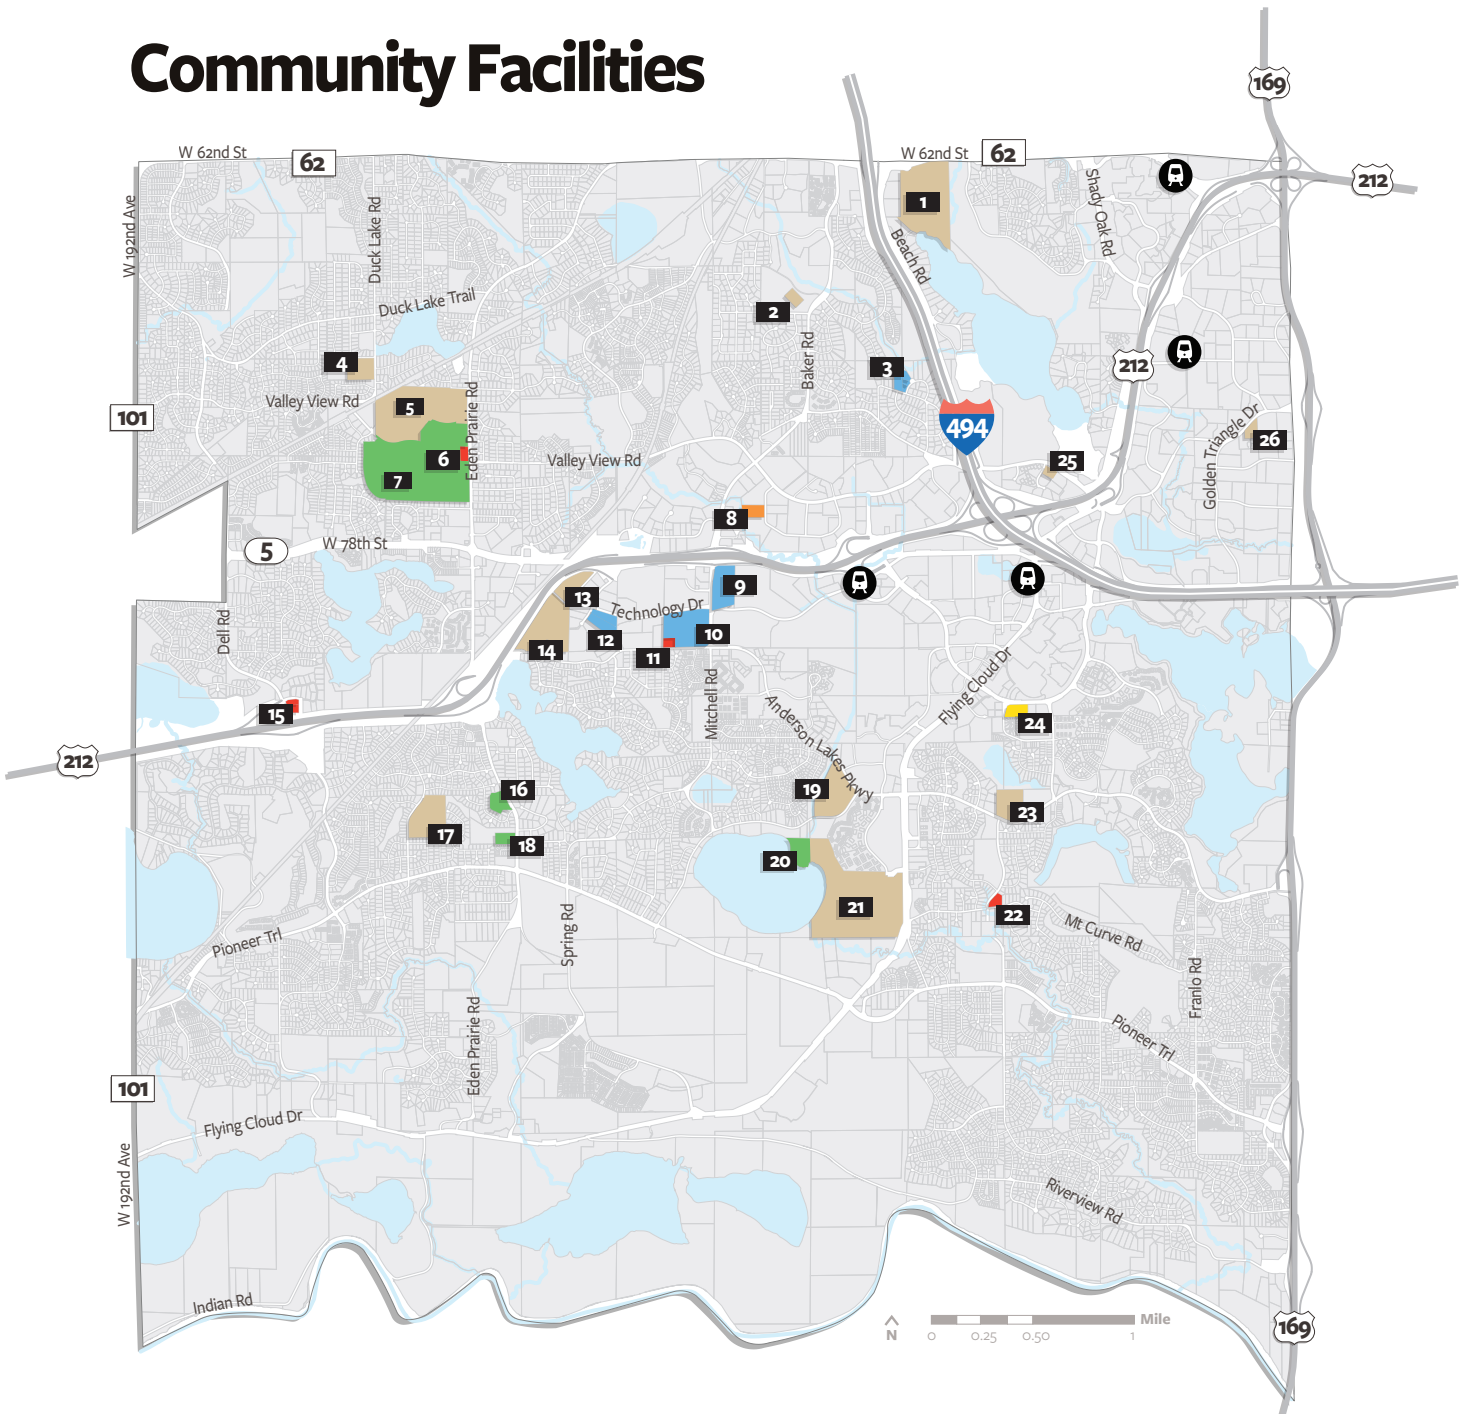 Community Facilities
169
W 62nd St
62
W 62nd St
62
212
1
Shady Oak Rd
W 192nd Ave
Duck Lake Rd
Beach Rd
Duck Lake Trail
2
Baker Rd
4
3
212
Valley View Rd
5
101
Eden Prairie Rd
494
Golden Triangle Dr
26
6
Valley View Rd
25
7
8
5
W 78th St
9
13
Technology Dr
Dell Rd
12
10
14
11
Mitchell Rd
Flying Cloud Dr
15
Anderson Lakes Pkwy
24
212
16
19
17
18
23
20
21
22
Pioneer Trl
Spring Rd
Mt Curve Rd
Franlo Rd
Eden Prairie Rd
Pioneer Trl
101
Flying Cloud Dr
W 192nd Ave
Riverview Rd
Indian Rd
N
0 0.25 0.50 1 Mile
169